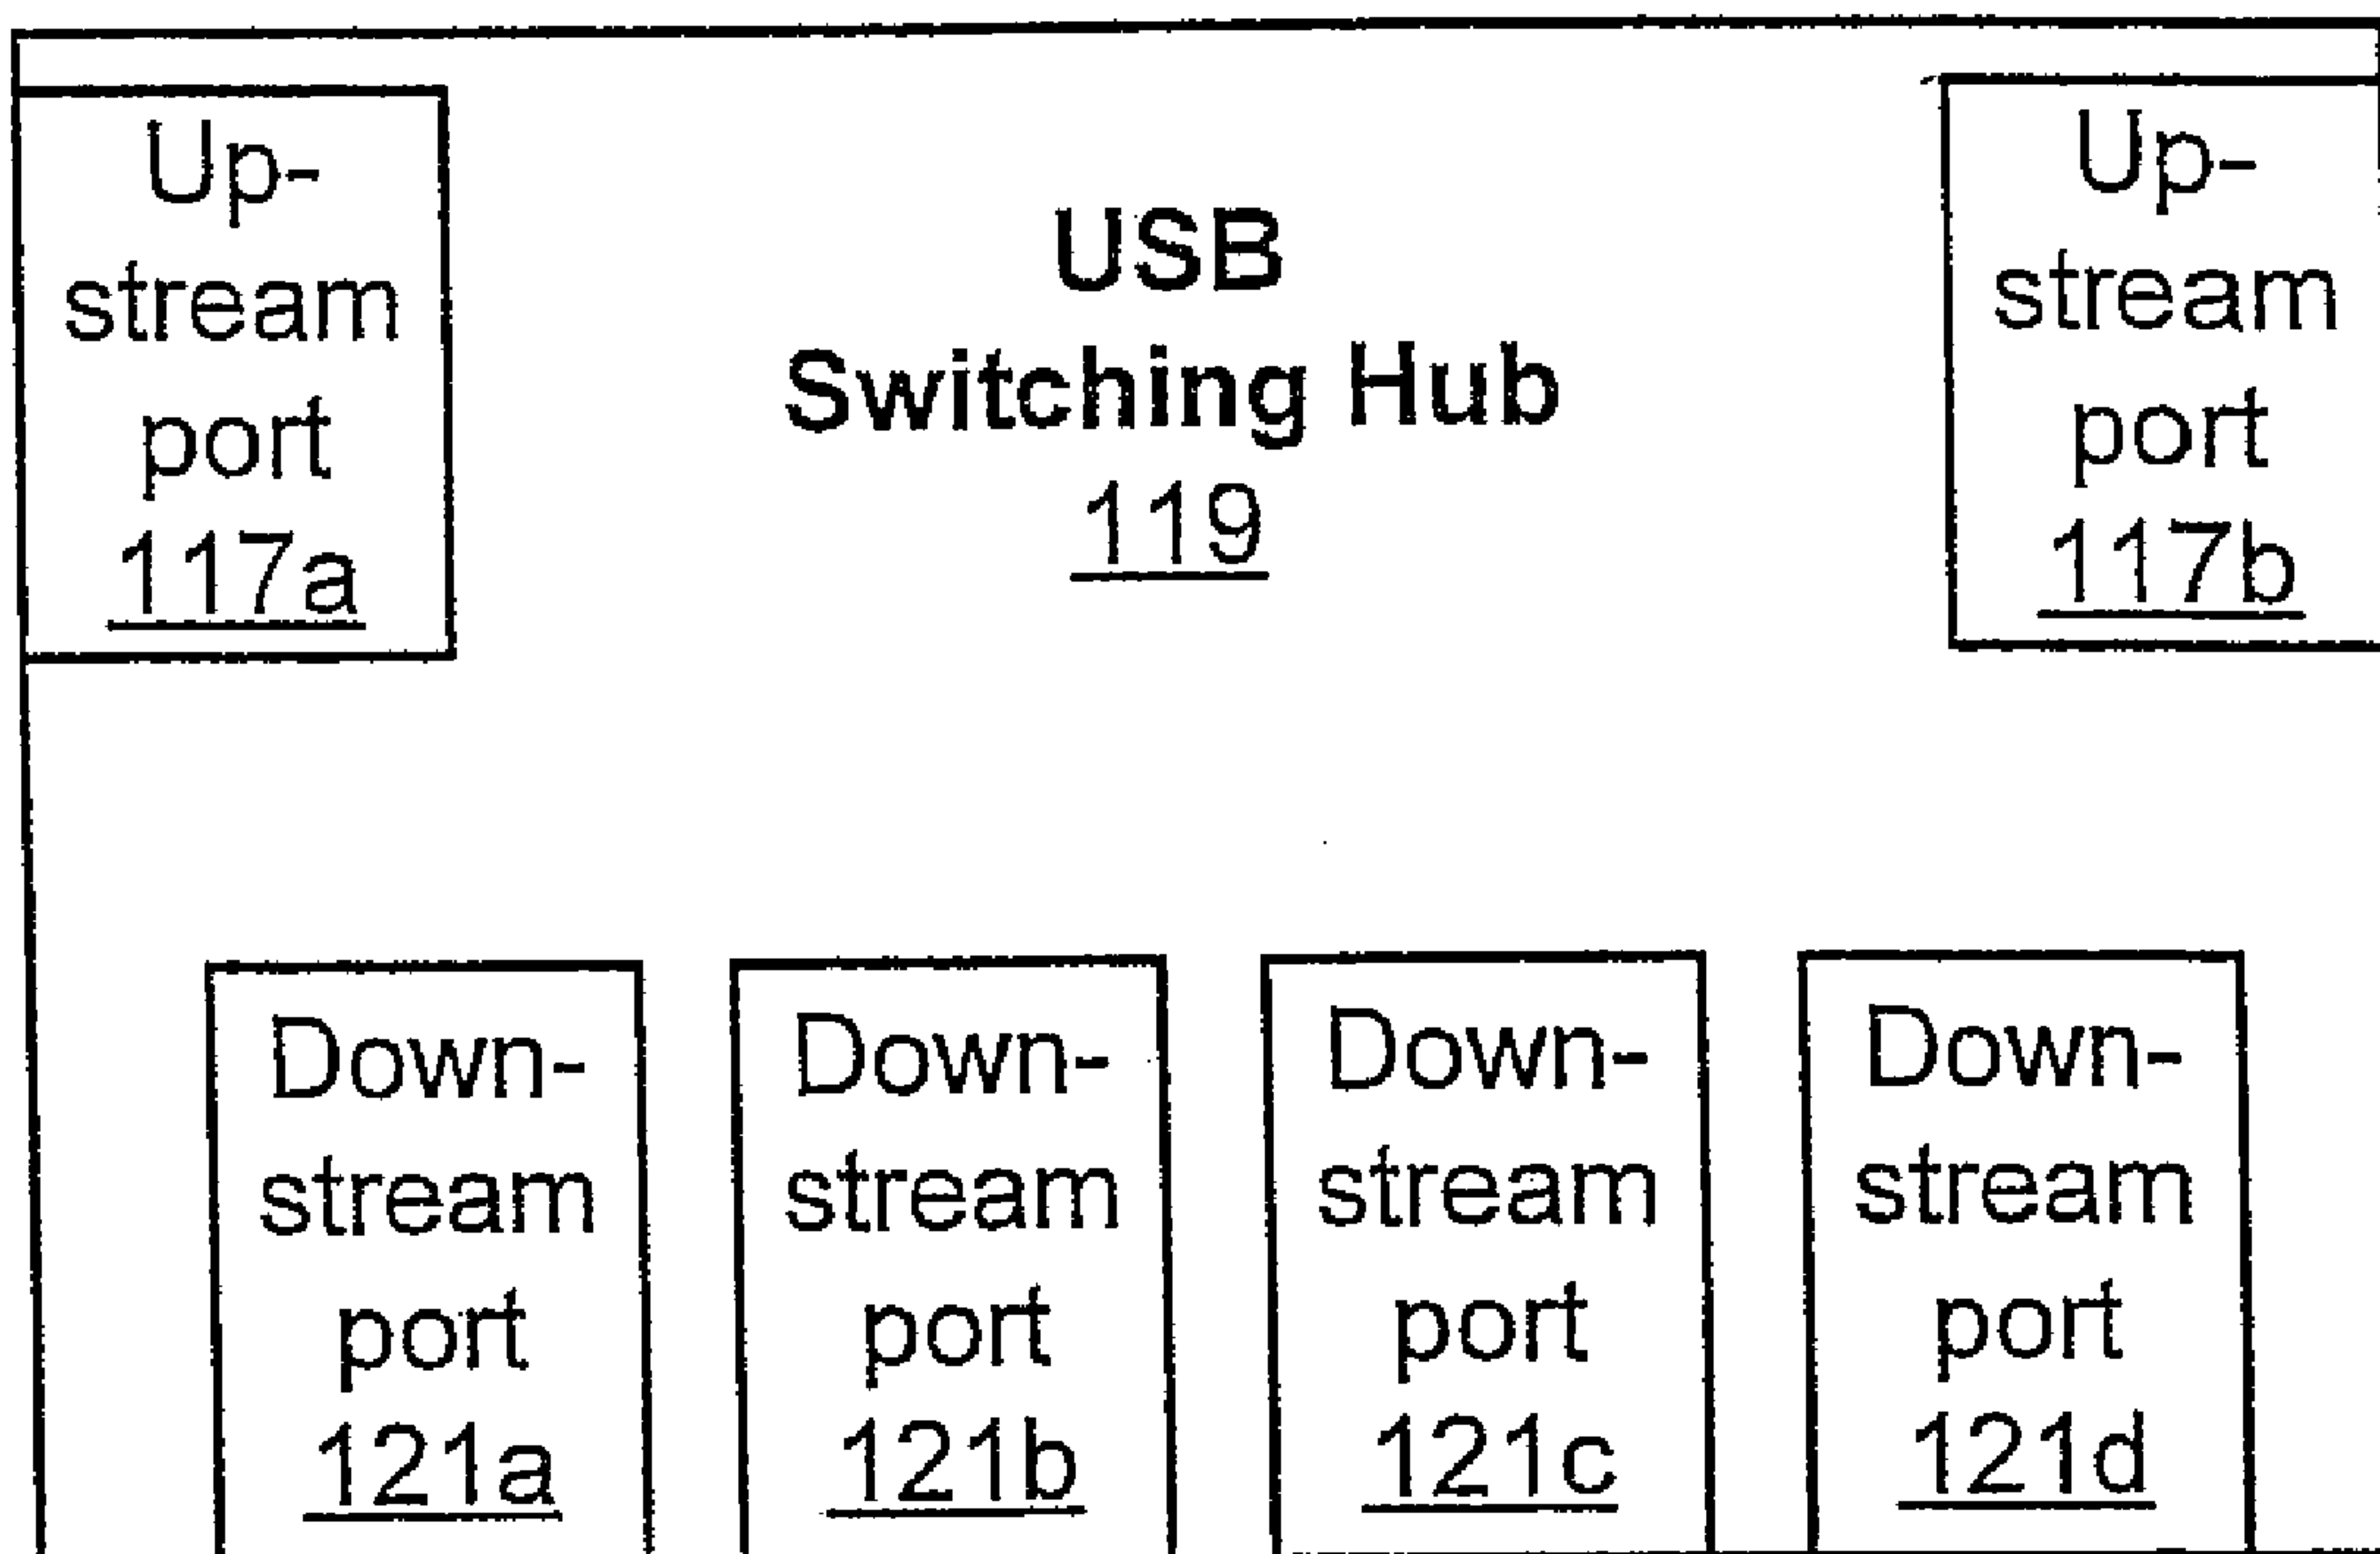 Up-
stream
port
117a
USB
Switching Hub
119
Up-
stream
port
117b
Down-
stream
port
121a
Down-
stream
port
121b
Down-
stream
port
121c
Down-
stream
port
121d